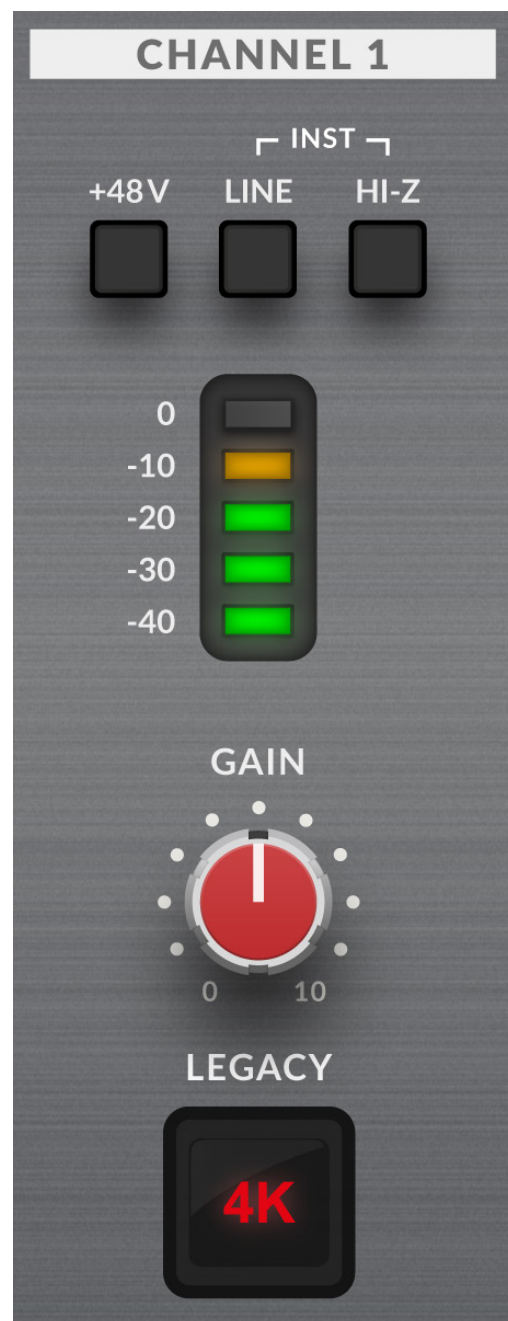 CHANNEL 1
INST
+48V LINE HI-Z
0
-10
-20
-30
-40
GAIN
0 10
LEGACY
4K